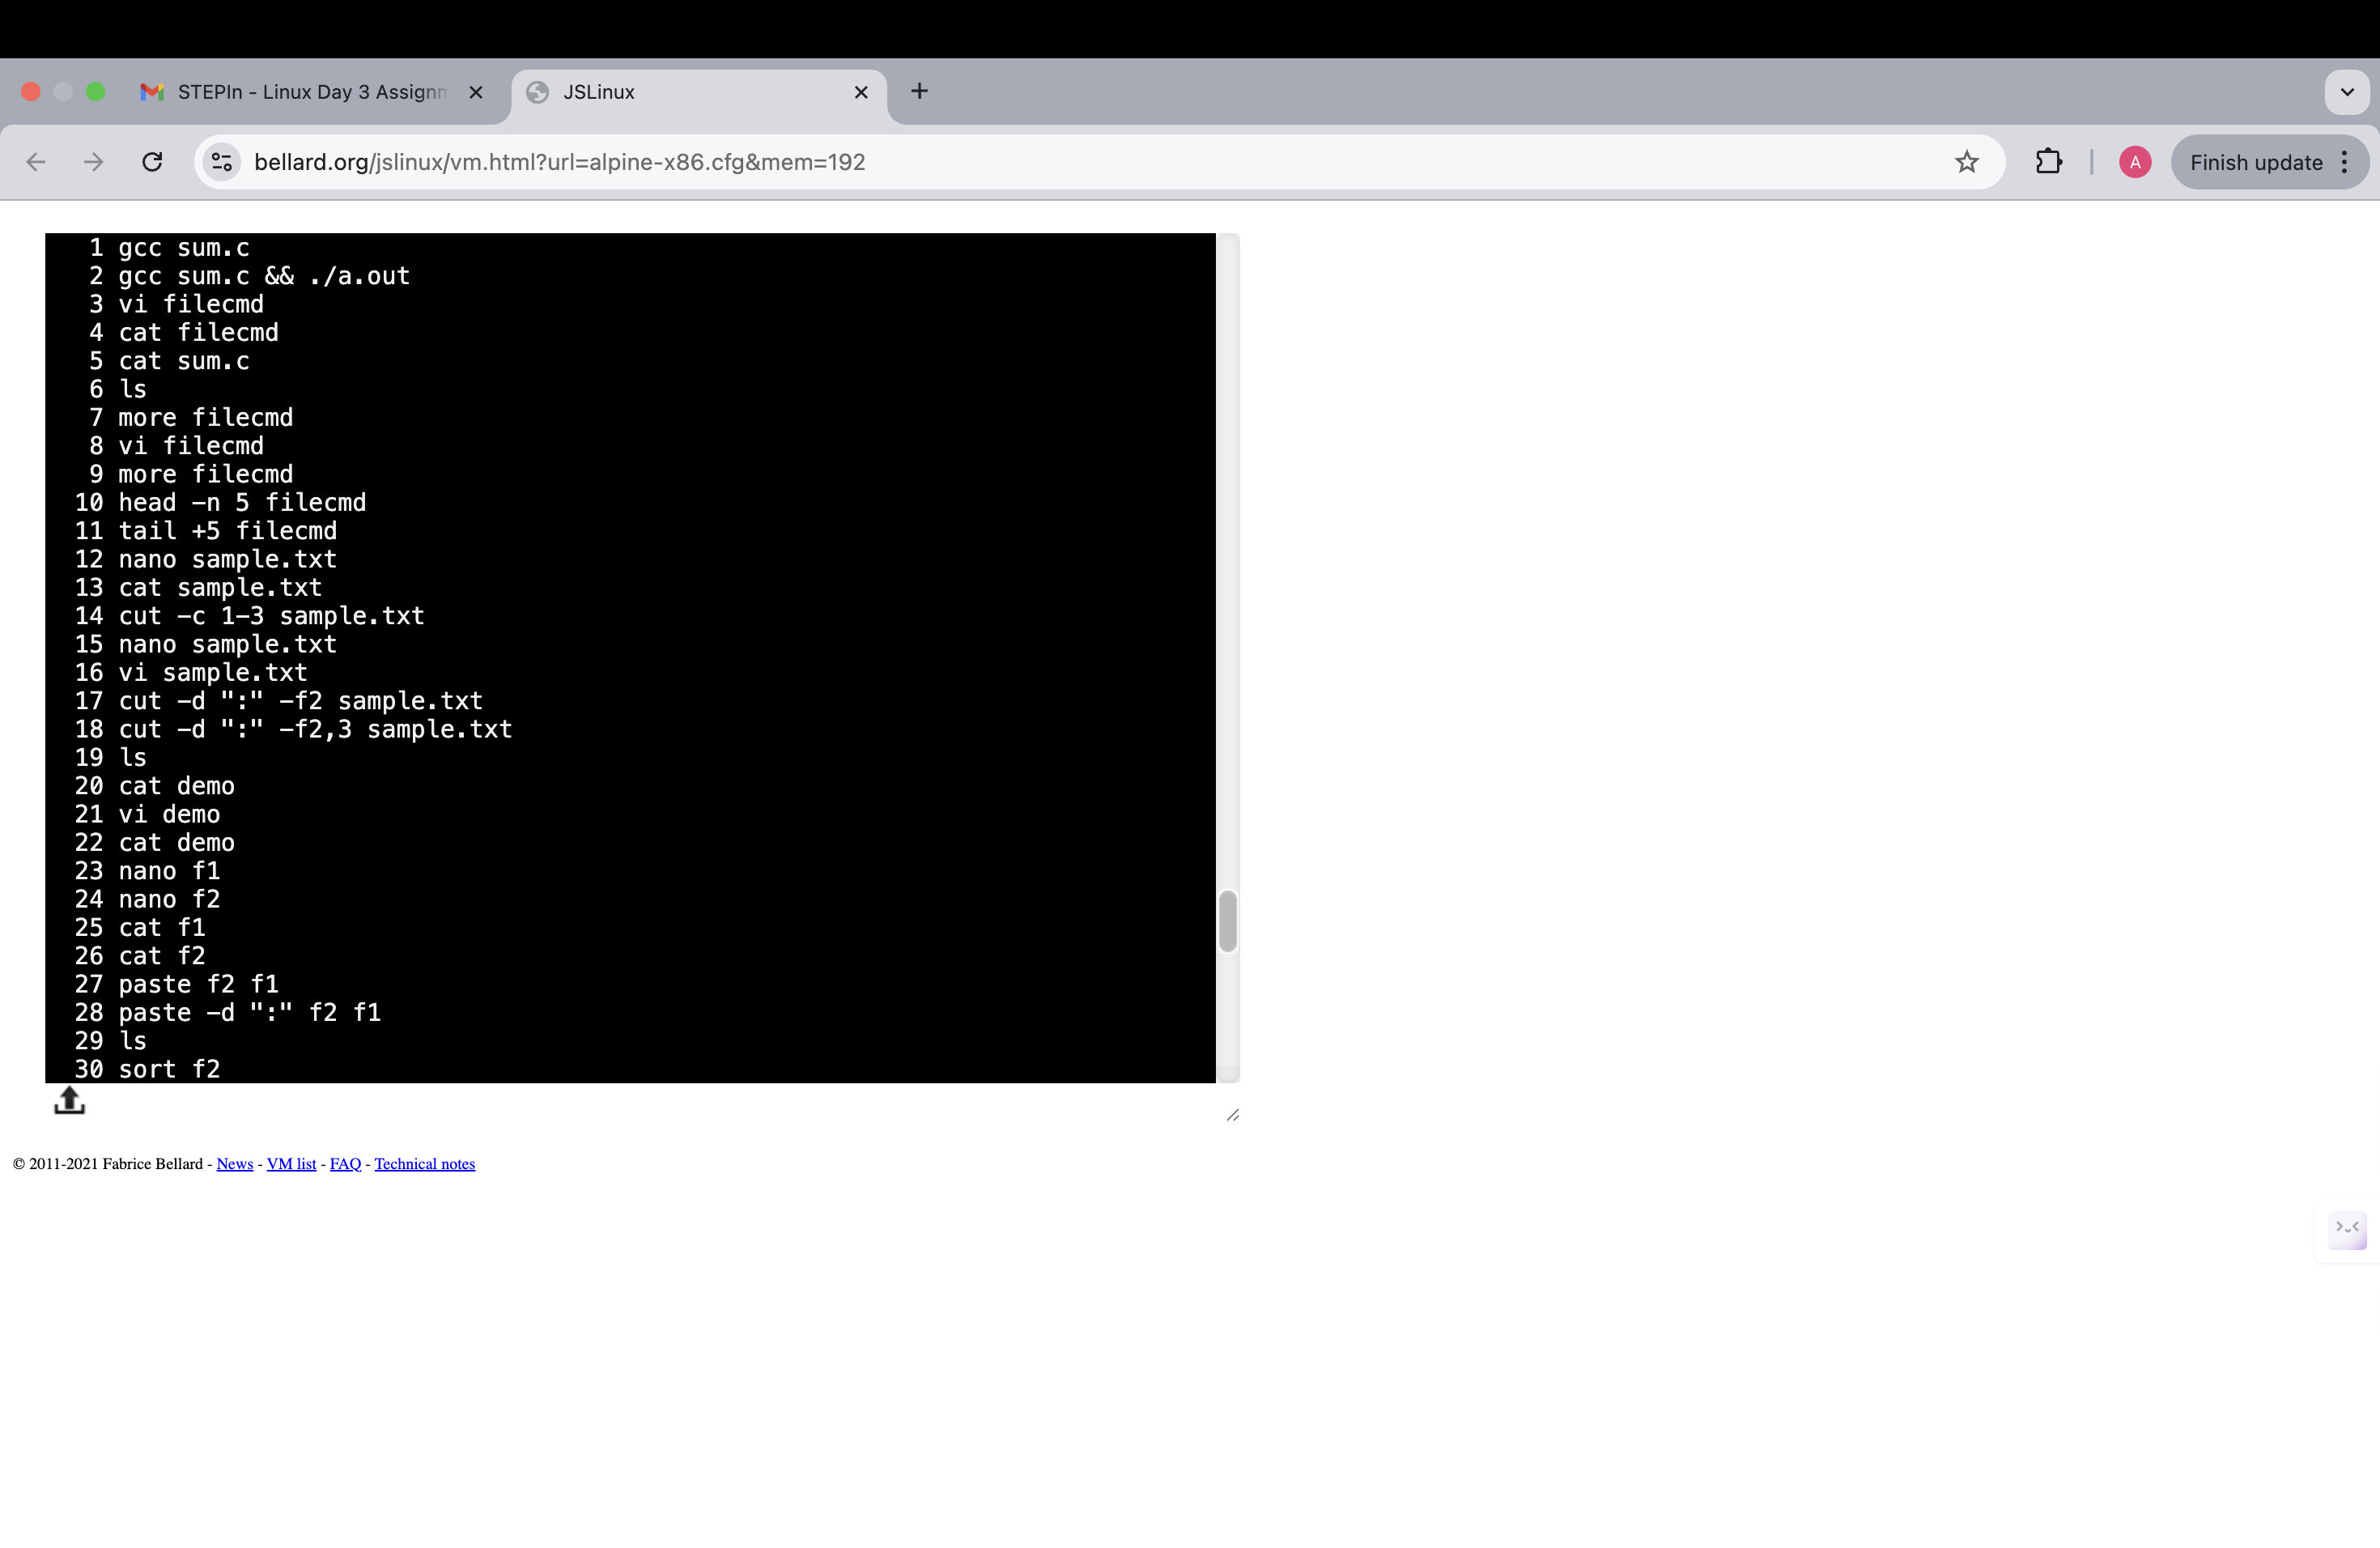 STEPIn - Linux Day 3 Assignm
JSLinux
bellard.org/jslinux/vm.html?url=alpine-x86.cfg&mem=192
A
Finish update
1 gcc sum.c
2 gcc sum.c && ./a.out
3 vi filecmd
4 cat filecmd
5 cat sum.c
6 ls
7 more filecmd
8 vi filecmd
9 more filecmd
10 head -n 5 filecmd
11 tail +5 filecmd
12 nano sample.txt
13 cat sample.txt
14 cut -c 1-3 sample.txt
15 nano sample.txt
16 vi sample.txt
17 cut -d ":" -f2 sample.txt
18 cut -d ":" -f2,3 sample.txt
19 ls
20 cat demo
21 vi demo
22 cat demo
23 nano f1
24 nano f2
25 cat f1
26 cat f2
27 paste f2 f1
28 paste -d ":" f2 f1
29 ls
30 sort f2
© 2011-2021 Fabrice Bellard - News - VM list - FAQ - Technical notes